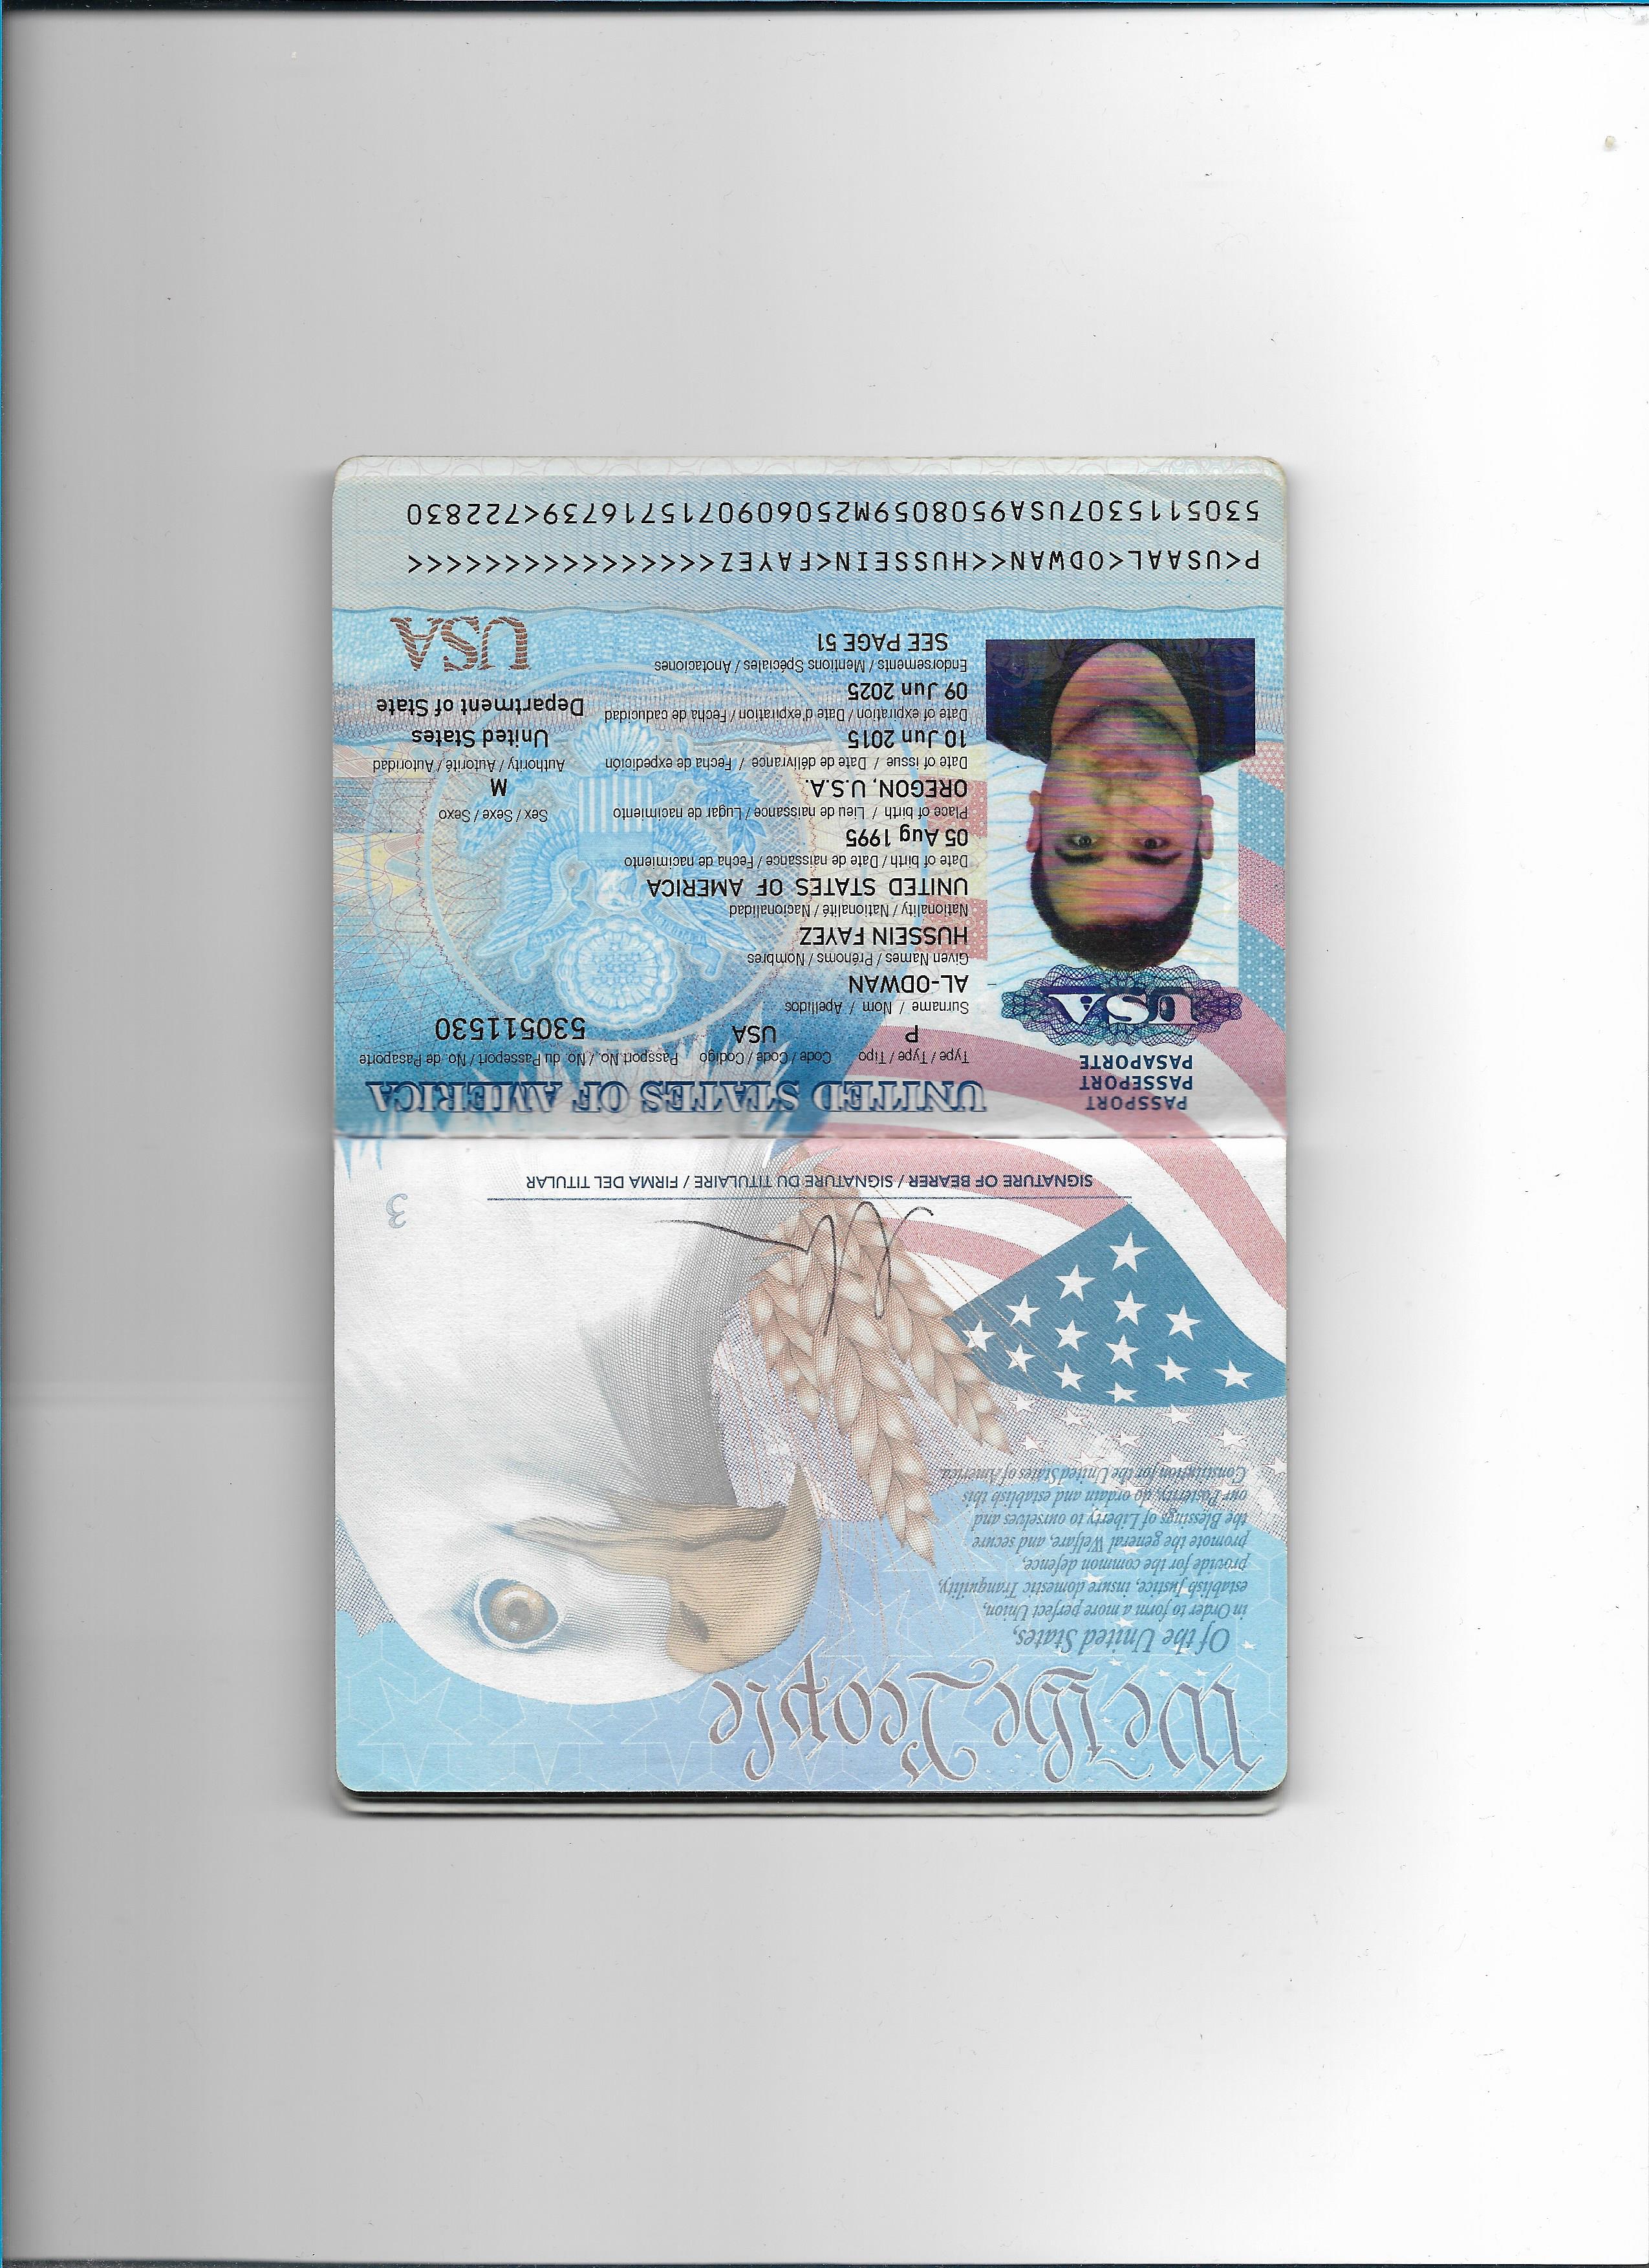 We the People
Of the United States,
in Order to form a more perfect Union,
establish Justice, insure domestic Tranquility,
provide for the common defence,
promote the general Welfare, and secure
the Blessings of Liberty to ourselves and
our Posterity, do ordain and establish this
Constitution for the United States of America.
SIGNATURE OF BEARER / SIGNATURE DU TITULAIRE / FIRMA DEL TITULAR
3
PASSPORT
PASSEPORT
PASAPORTE
USA
UNITED STATES OF AMERICA
Type / Type / Tipo Code / Code / Codigo Passport No. / No. du Passeport / No. de Pasaporte
P USA 530511530
Surname / Nom / Apellidos
AL-ODWAN
Given Names / Prénoms / Nombres
HUSSEIN FAYEZ
Nationality / Nationalité / Nacionalidad
UNITED STATES OF AMERICA
Date of birth / Date de naissance / Fecha de nacimiento
05 Aug 1995
Place of birth / Lieu de naissance / Lugar de nacimiento Sex / Sexe / Sexo
OREGON, U.S.A. M
Date of issue / Date de délivrance / Fecha de expedición Authority / Autorité / Autoridad
10 Jun 2015 United States
Date of expiration / Date d'expiration / Fecha de caducidad Department of State
09 Jun 2025
Endorsements / Mentions Spéciales / Anotaciones
SEE PAGE 51
USA
P<USAAL<ODWAN<<HUSSEIN<FAYEZ<<<<<<<<<<<<<<<<
5305115307USA9508059M2506090715716739<722830